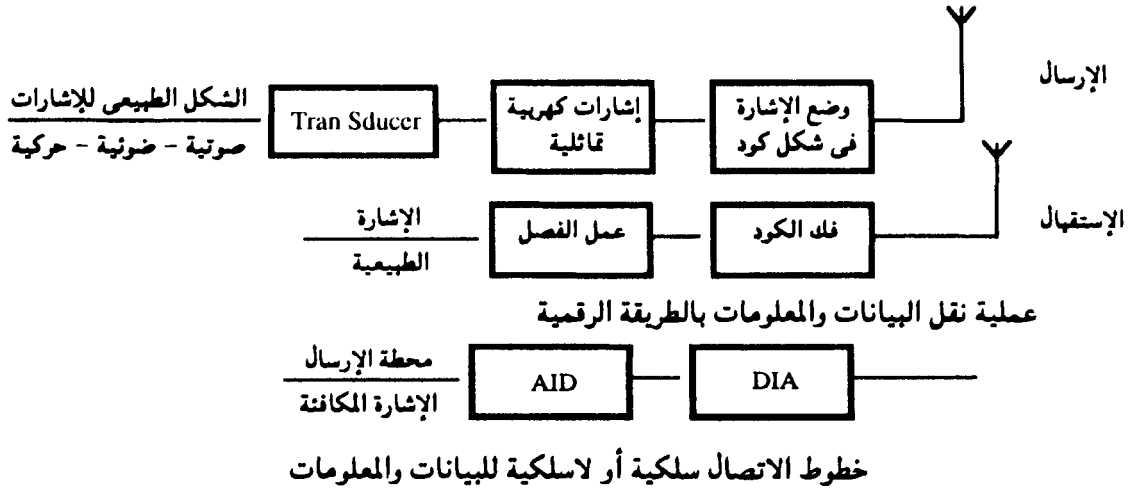 الإرسال
وضع الإشارة
فى شكل كود
إشارات كهربية
تماثلية
Tran Sducer
الشكل الطبيعى للإشارات
صوتية - ضوئية - حركية
الإستقبال
فك الكود
عمل الفصل
الإشارة
الطبيعية
عملية نقل البيانات والمعلومات بالطريقة الرقمية
DIA
AID
محطة الإرسال
الإشارة المكافئة
خطوط الاتصال سلكية أو لاسلكية للبيانات والمعلومات